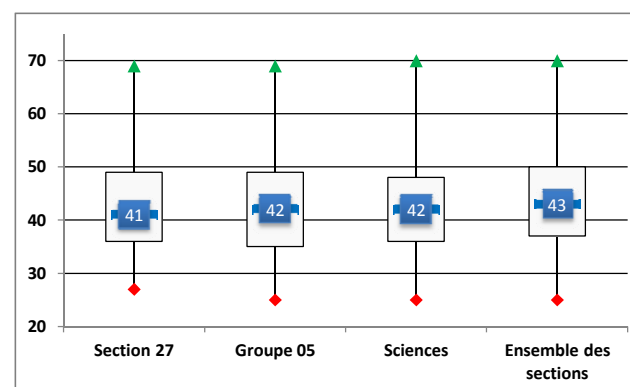 70
60
50
40
30
20
41
42
42
43
Section 27
Groupe 05
Sciences
Ensemble des
sections